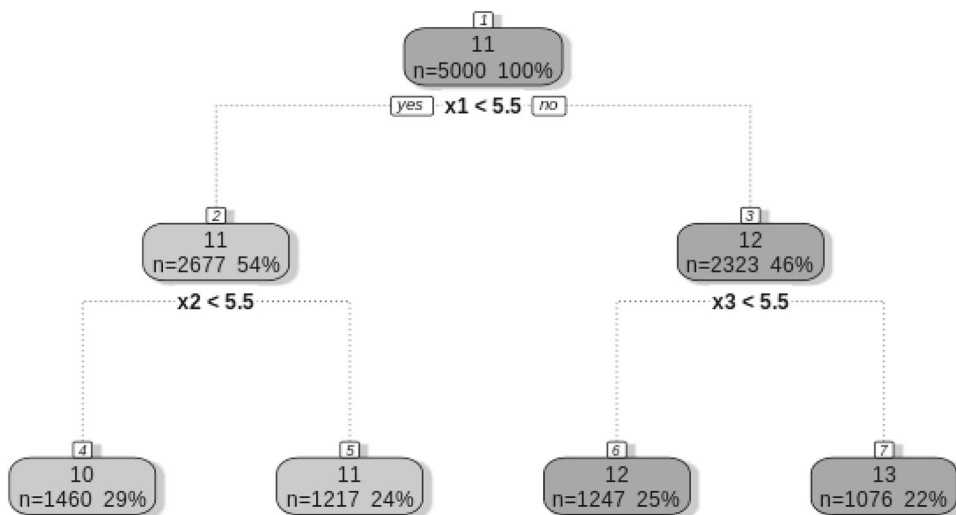 1
11
n=5000 100%
yes x1 < 5.5 no
2
11
n=2677 54%
3
12
n=2323 46%
x2 < 5.5
x3 < 5.5
4
10
n=1460 29%
5
11
n=1217 24%
6
12
n=1247 25%
7
13
n=1076 22%